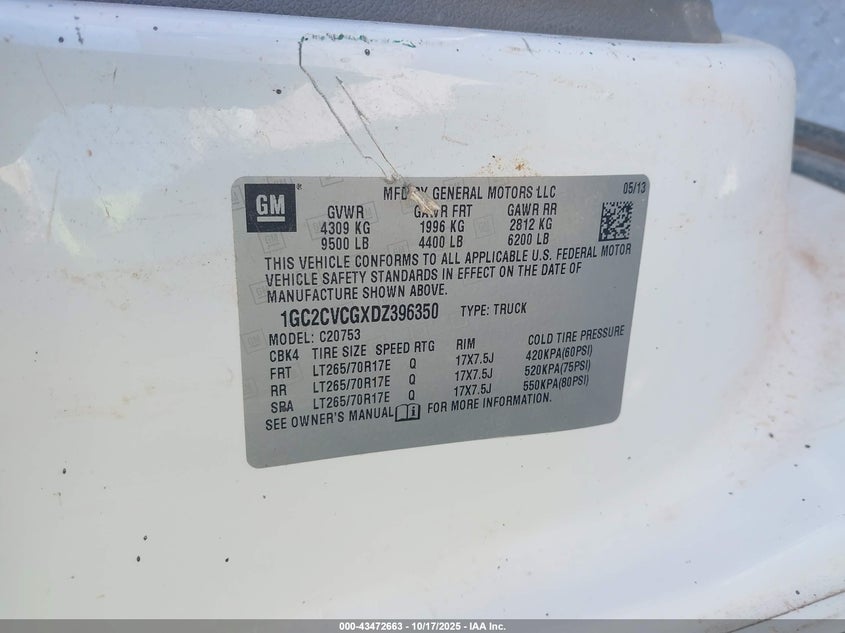 GM
MFD BY GENERAL MOTORS LLC
05/13
GVWR GAWR FRT GAWR RR
4309 KG 1996 KG 2812 KG
9500 LB 4400 LB 6200 LB
THIS VEHICLE CONFORMS TO ALL APPLICABLE U.S. FEDERAL MOTOR
VEHICLE SAFETY STANDARDS IN EFFECT ON THE DATE OF
MANUFACTURE SHOWN ABOVE.
1GC2CVCGXDZ396350 TYPE: TRUCK
MODEL: C20753
CBK4 TIRE SIZE SPEED RTG RIM COLD TIRE PRESSURE
FRT LT265/70R17E Q 17X7.5J 420KPA(60PSI)
RR LT265/70R17E Q 17X7.5J 520KPA(75PSI)
SPA LT265/70R17E Q 17X7.5J 550KPA(80PSI)
SEE OWNER'S MANUAL FOR MORE INFORMATION.
000-43472663 - 10/17/2025 - IAA Inc.